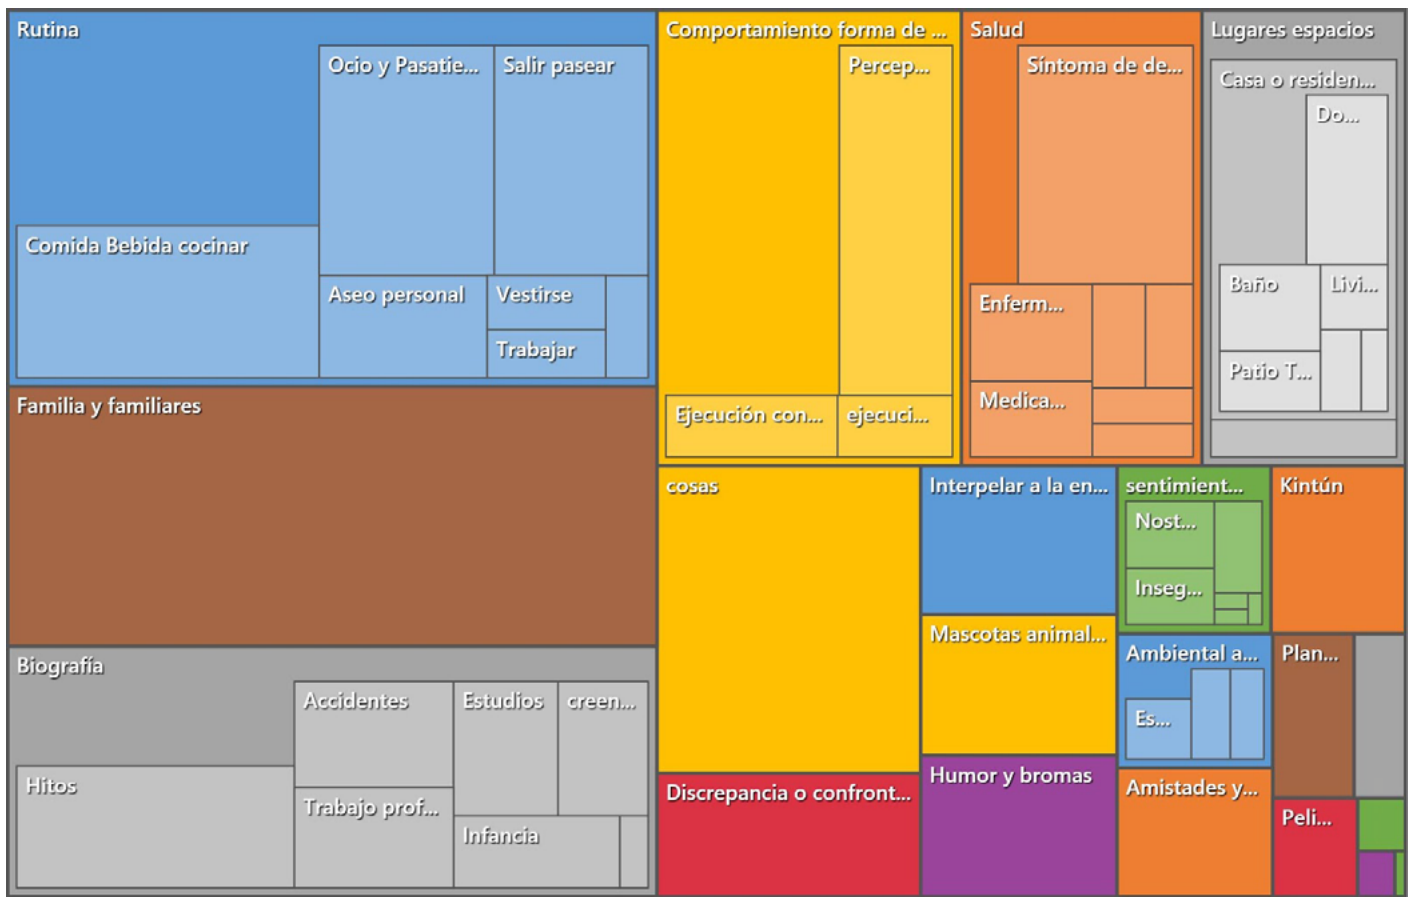 Rutina
Ocio y Pasatie...
Salir pasear
Comida Bebida cocinar
Aseo personal
Vestirse
Trabajar
Familia y familiares
Biografía
Hitos
Accidentes
Estudios
creen...
Trabajo prof...
Infancia
Comportamiento forma de ...
Percep...
Ejecución con...
ejecuci...
Salud
Síntoma de de...
Enferm...
Medica...
Lugares espacios
Casa o residen...
Do...
Baño
Livi...
Patio T...
cosas
Discrepancia o confront...
Interpelar a la en...
Mascotas animal...
Humor y bromas
sentimient...
Nost...
Inseg...
Kintún
Ambiental a...
Es...
Amistades y...
Plan...
Peli...